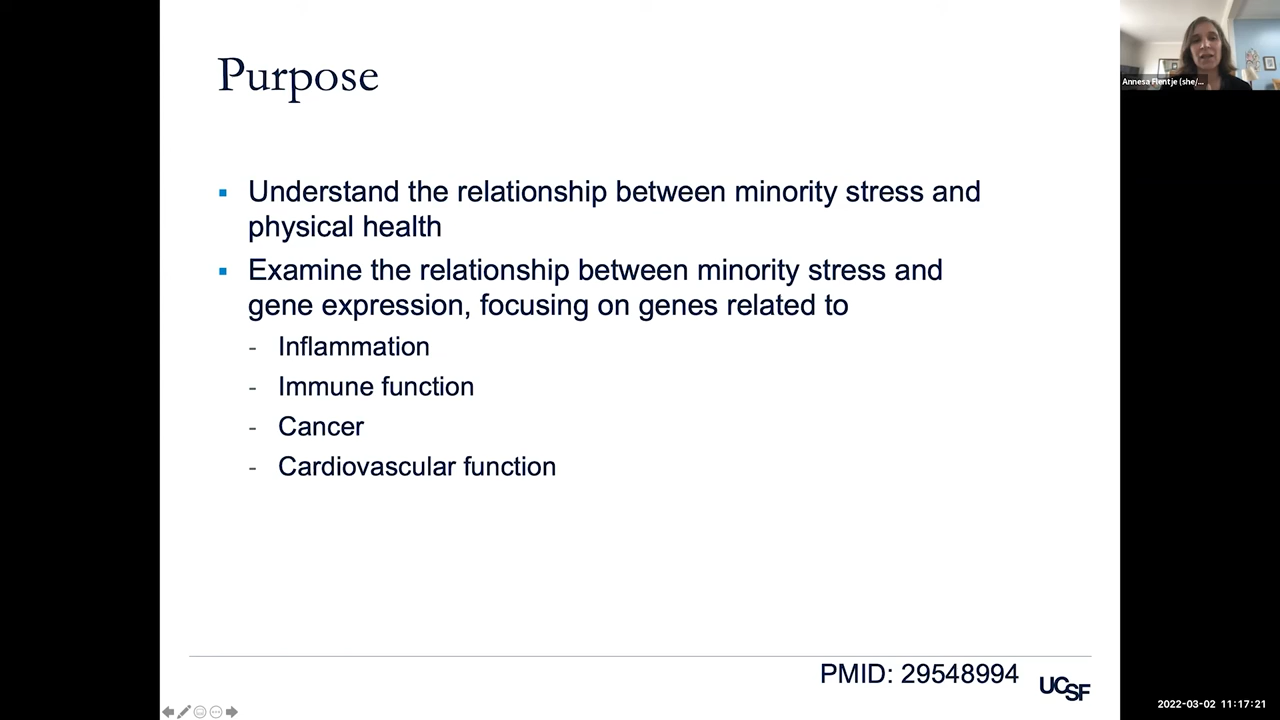 Purpose
Annesa Flentje (she/...
▪ Understand the relationship between minority stress and
physical health
▪ Examine the relationship between minority stress and
gene expression, focusing on genes related to
- Inflammation
- Immune function
- Cancer
- Cardiovascular function
PMID: 29548994
UCSF
2022-03-02 11:17:21